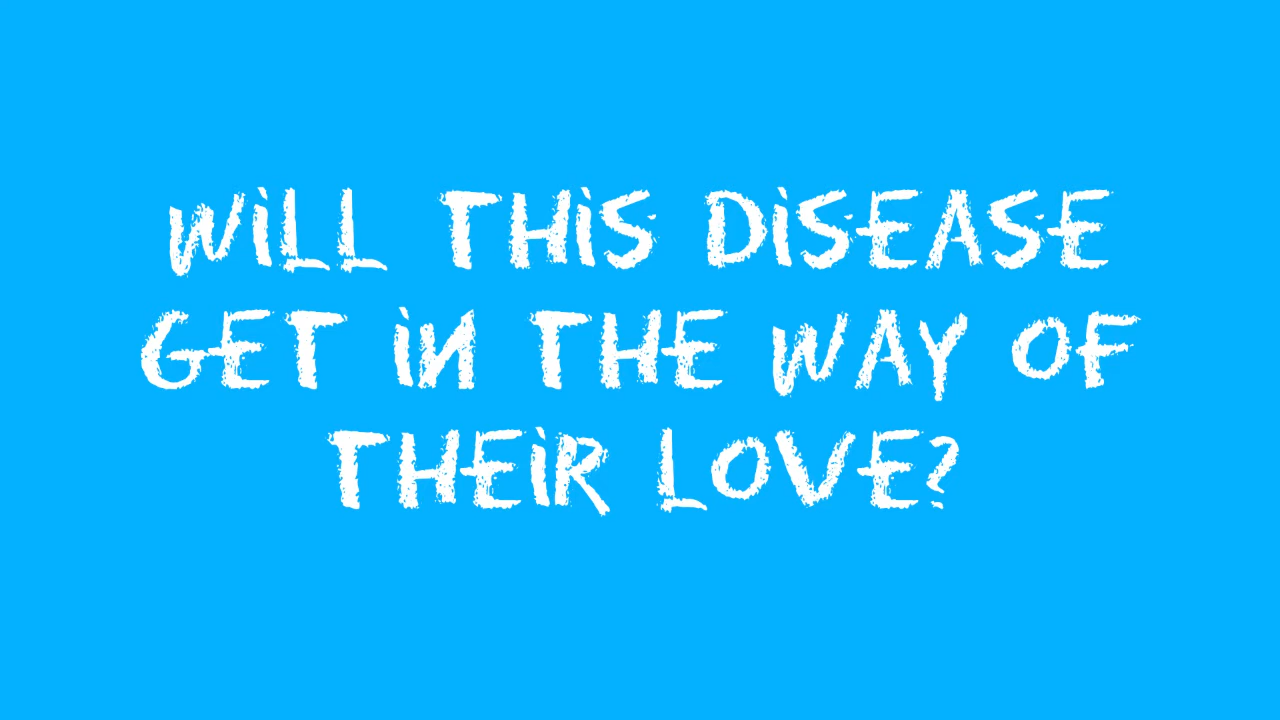 WiLL THiS DiSEASE
GET iN THE WAY OF
THEiR LOVE?